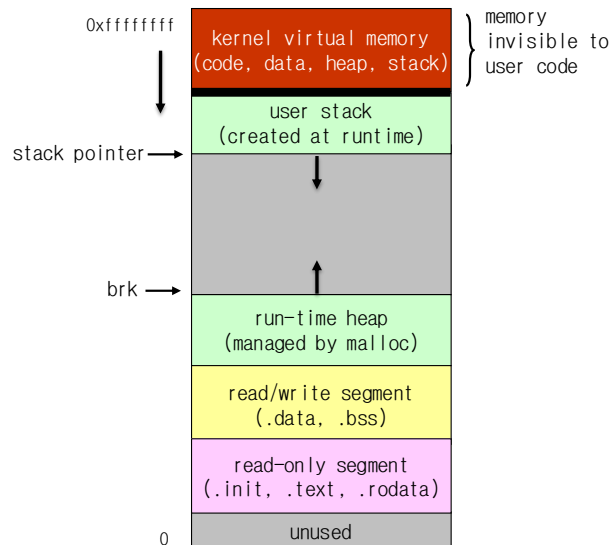 0xffffffff
kernel virtual memory
(code, data, heap, stack)
memory
invisible to
user code
user stack
(created at runtime)
stack pointer
brk
run-time heap
(managed by malloc)
read/write segment
(.data, .bss)
read-only segment
(.init, .text, .rodata)
unused
0